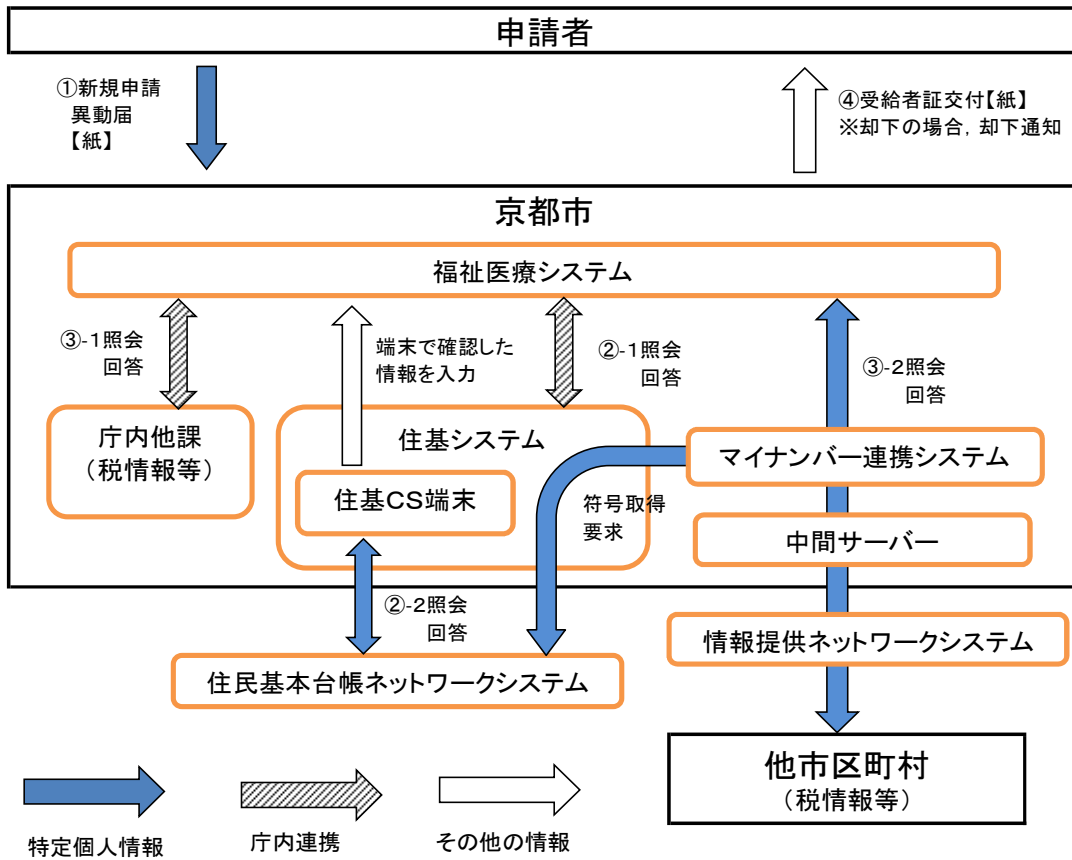 申請者
①新規申請
異動届
【紙】
④受給者証交付【紙】
※却下の場合，却下通知
京都市
福祉医療システム
③-1照会
回答
端末で確認した
情報を入力
②-1照会
回答
③-2照会
回答
庁内他課
（税情報等）
住基システム
住基CS端末
マイナンバー連携システム
符号取得
要求
中間サーバー
②-2照会
回答
情報提供ネットワークシステム
住民基本台帳ネットワークシステム
他市区町村
（税情報等）
特定個人情報
庁内連携
その他の情報